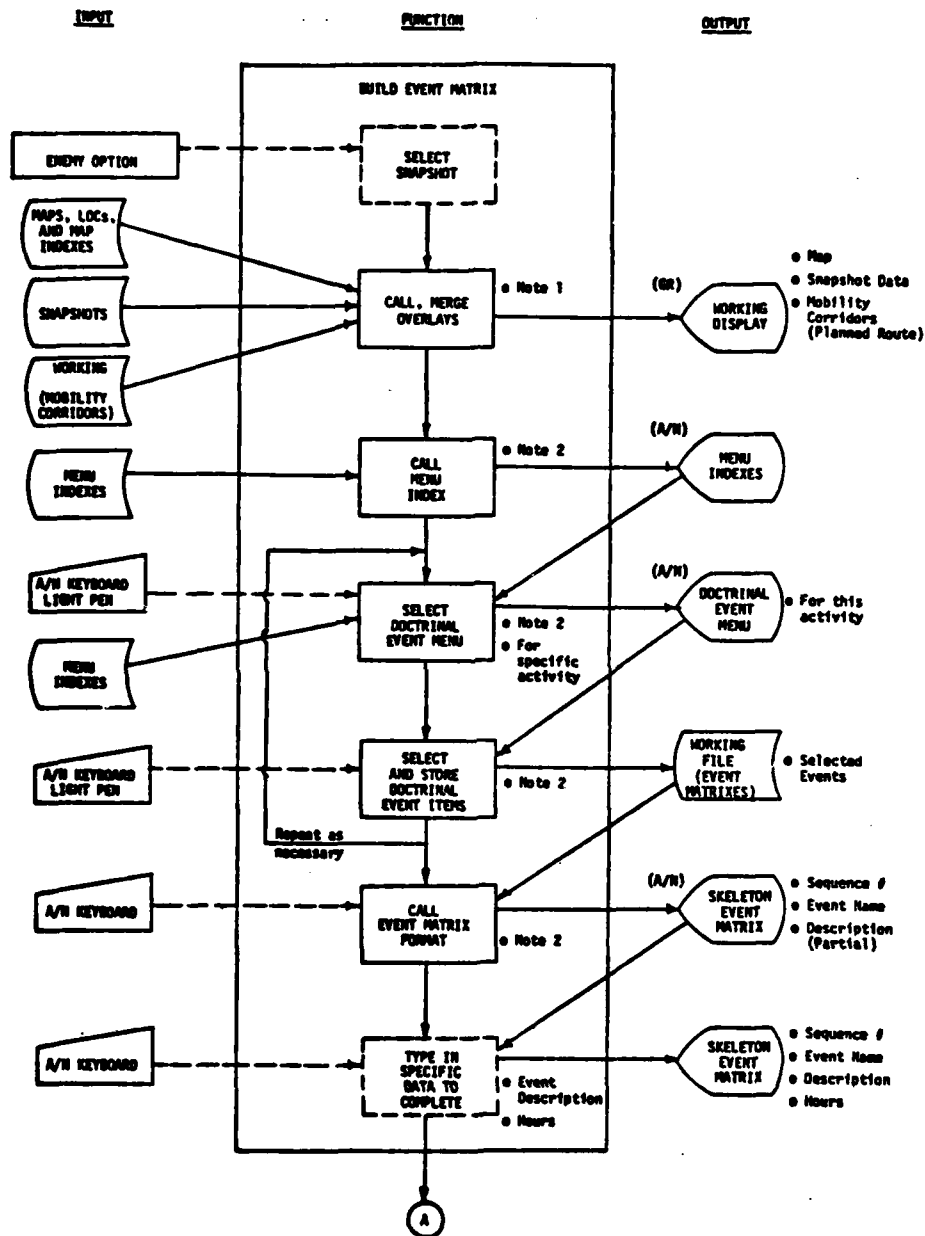 INPUT
FUNCTION
OUTPUT
BUILD EVENT MATRIX
ENEMY OPTION
SELECT
SNAPSHOT
MAPS, LOCs,
AND MAP
INDEXES
SNAPSHOTS
WORKING
(MOBILITY
CORRIDORS)
CALL, MERGE
OVERLAYS
● Note 1
(GR)
WORKING
DISPLAY
● Map
● Snapshot Data
● Mobility
Corridors
(Planned Route)
MENU
INDEXES
CALL
MENU
INDEX
● Note 2
(A/N)
MENU
INDEXES
A/N KEYBOARD
LIGHT PEN
MENU
INDEXES
SELECT
DOCTRINAL
EVENT MENU
● Note 2
● For
specific
activity
(A/N)
DOCTRINAL
EVENT
MENU
● For this
activity
A/N KEYBOARD
LIGHT PEN
SELECT
AND STORE
DOCTRINAL
EVENT ITEMS
● Note 2
WORKING
FILE
(EVENT
MATRIXES)
● Selected
Events
Repeat as
necessary
A/N KEYBOARD
CALL
EVENT MATRIX
FORMAT
● Note 2
(A/N)
SKELETON
EVENT
MATRIX
● Sequence #
● Event Name
● Description
(Partial)
A/N KEYBOARD
TYPE IN
SPECIFIC
DATA TO
COMPLETE
● Event
Description
● Hours
SKELETON
EVENT
MATRIX
● Sequence #
● Event Name
● Description
● Hours
A